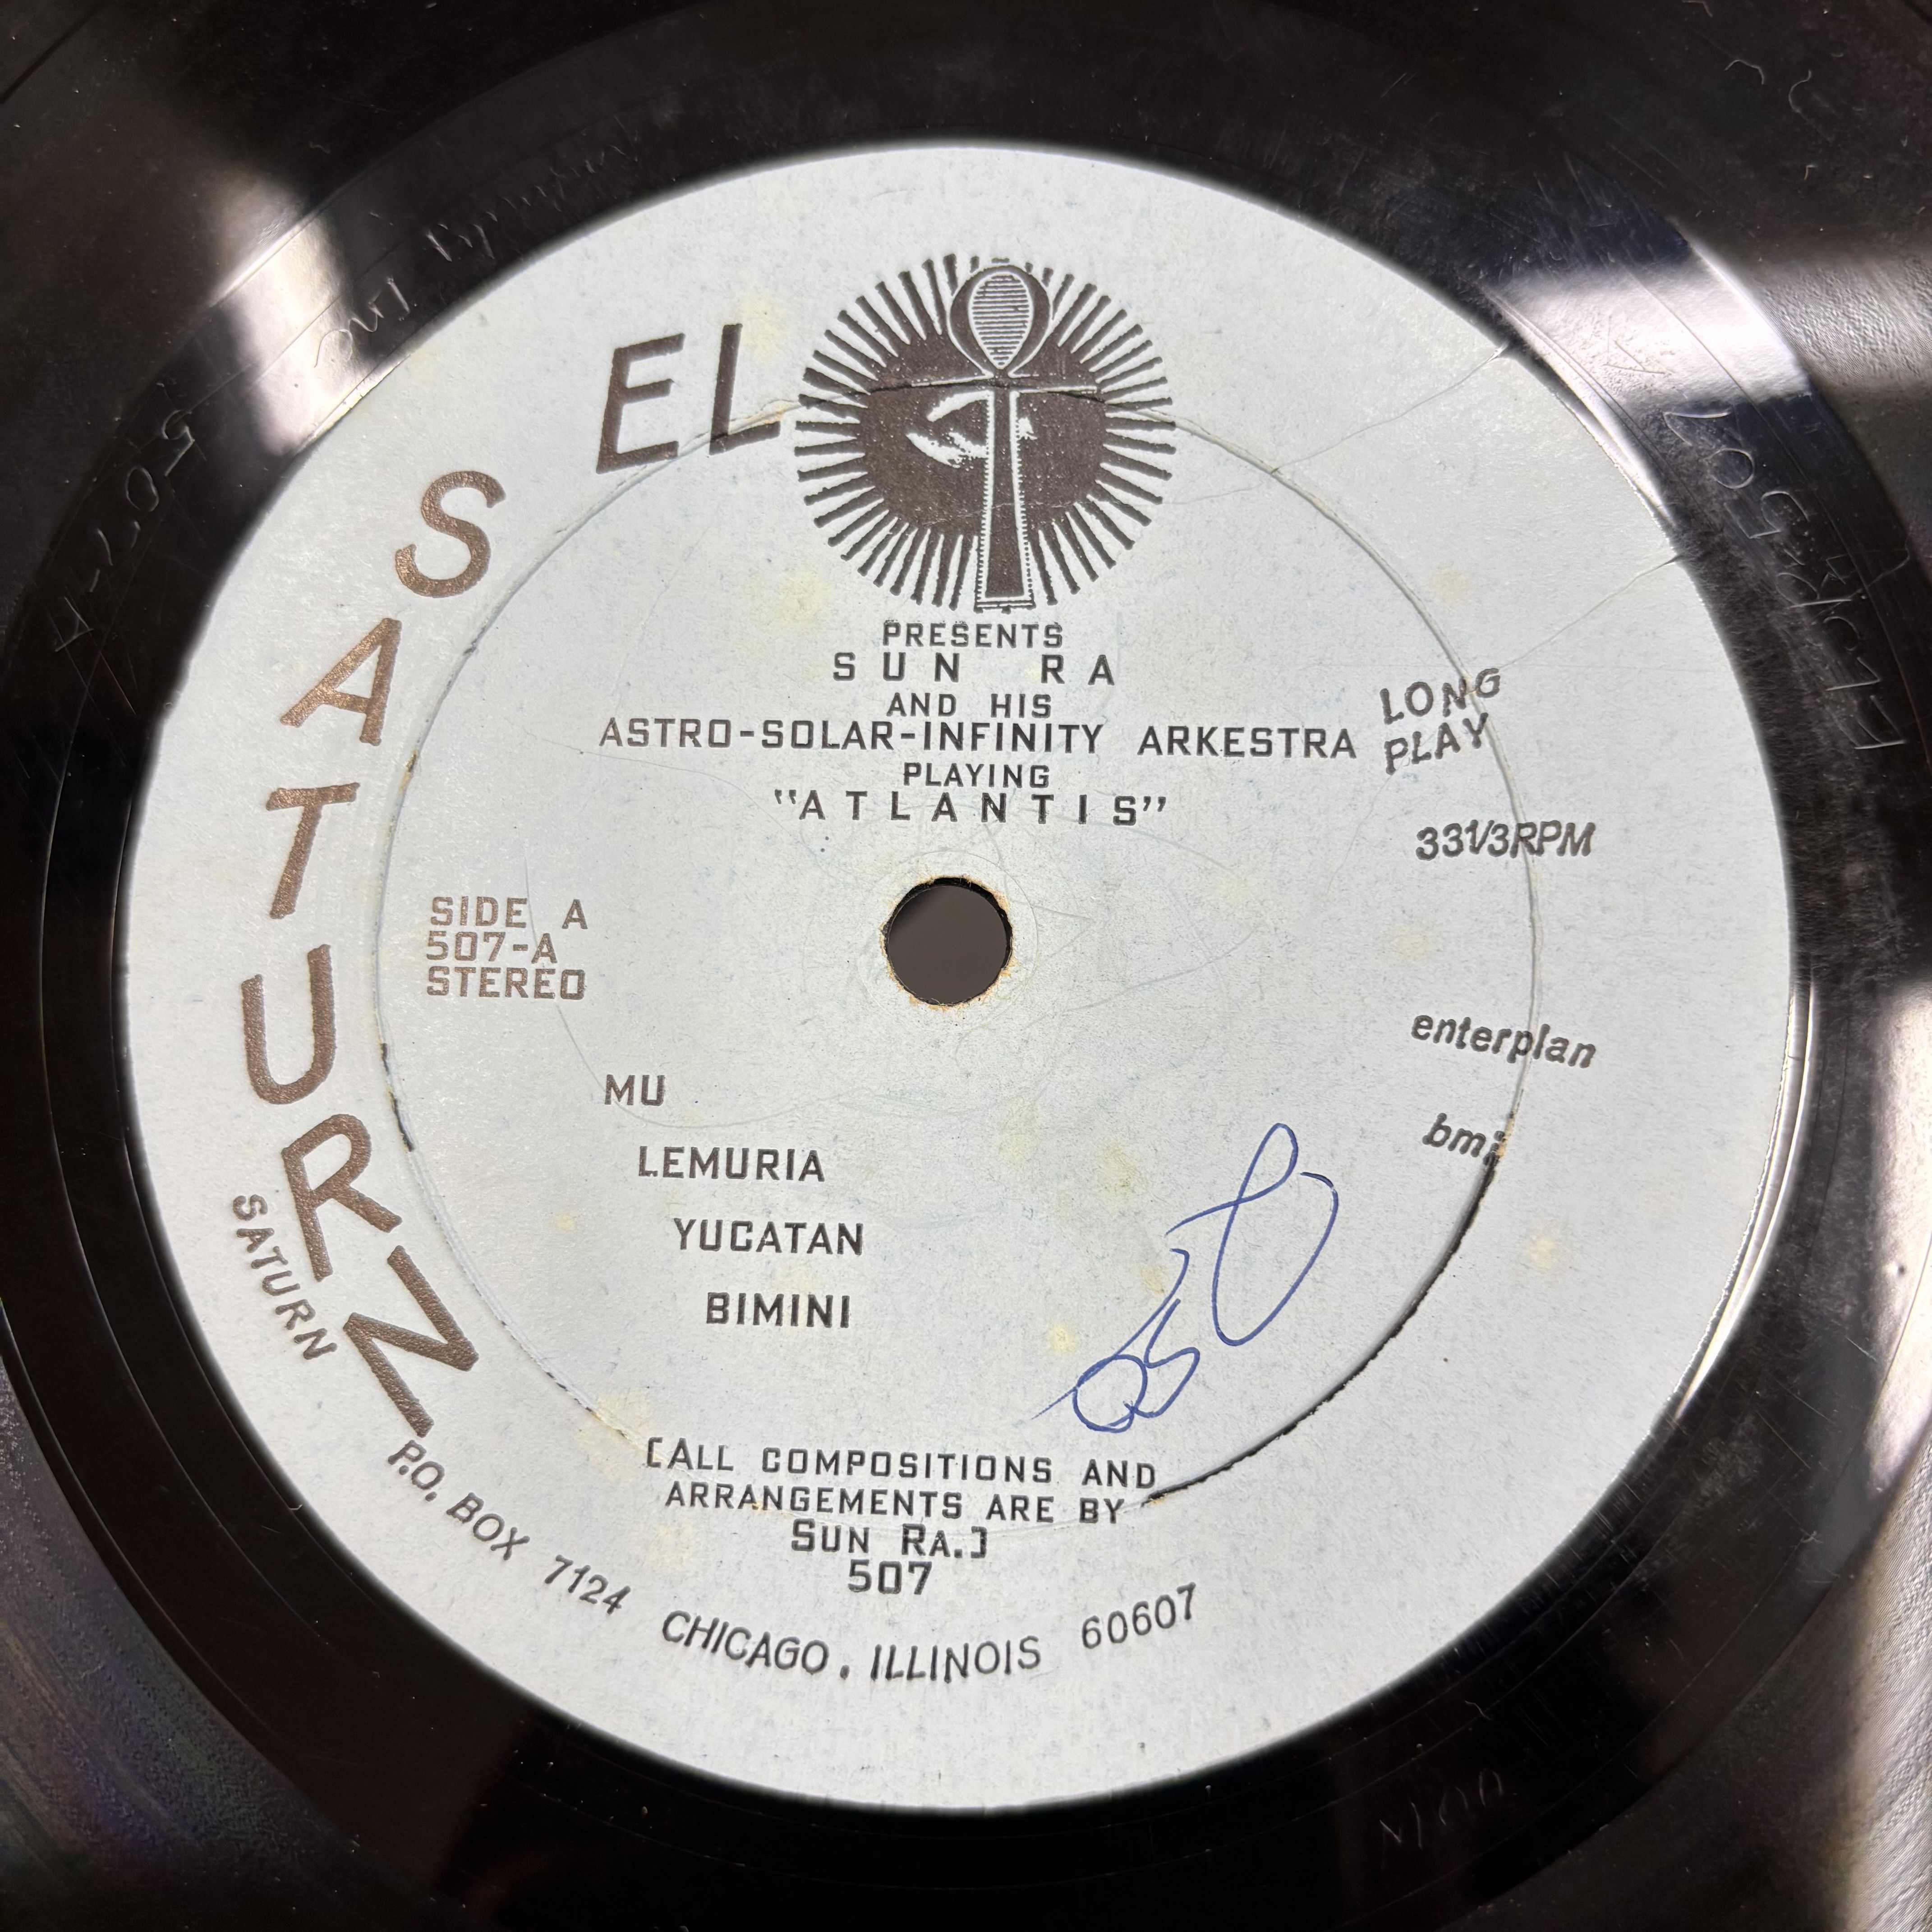 EL
SATURN
PRESENTS
SUN RA
AND HIS
ASTRO-SOLAR-INFINITY ARKESTRA
PLAYING
"ATLANTIS"
LONG
PLAY
33 1/3 RPM
SIDE A
507-A
STEREO
enterplan
bmi
MU
LEMURIA
YUCATAN
BIMINI
[ALL COMPOSITIONS AND
ARRANGEMENTS ARE BY
SUN RA.]
507
SATURN
P.O. BOX 7124 CHICAGO, ILLINOIS 60607
507-A